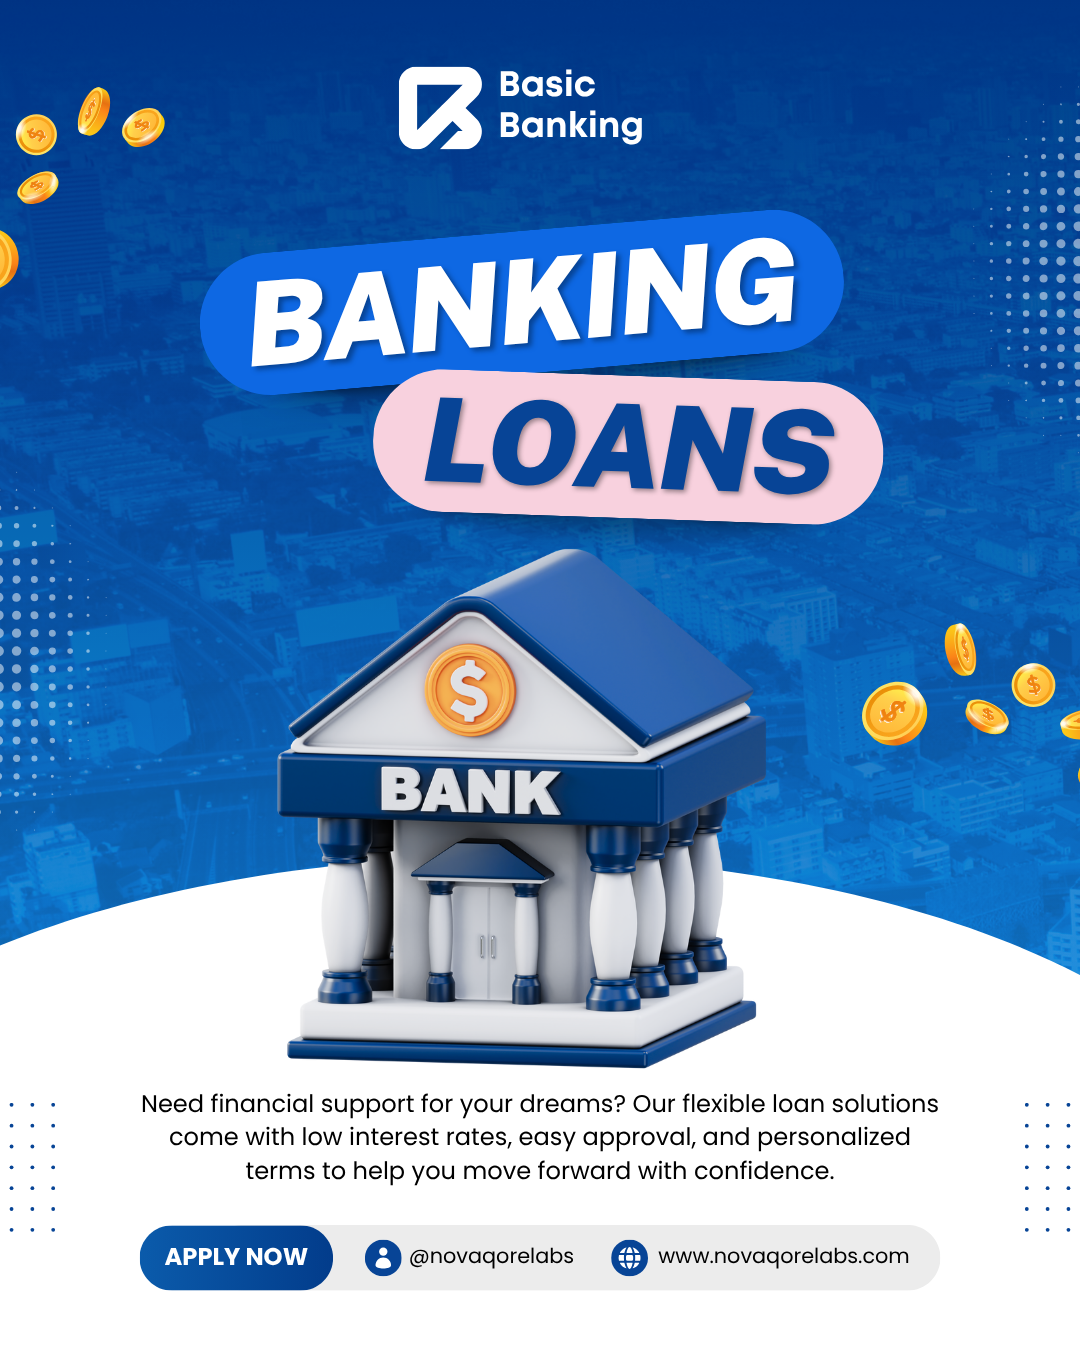 Basic
Banking
BANKING
LOANS
$
BANK
Need financial support for your dreams? Our flexible loan solutions
come with low interest rates, easy approval, and personalized
terms to help you move forward with confidence.
APPLY NOW
@novaqorelabs
www.novaqorelabs.com